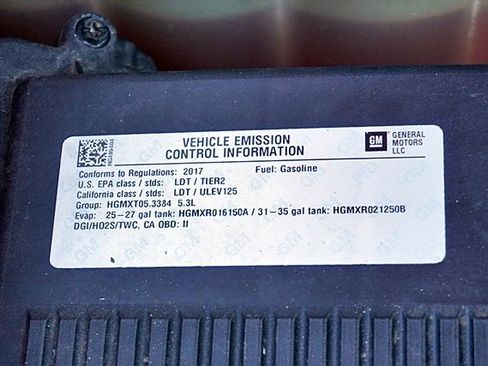 VEHICLE EMISSION
CONTROL INFORMATION
GM
GENERAL
MOTORS
LLC
Conforms to Regulations: 2017 Fuel: Gasoline
U.S. EPA class / stds: LDT / TIER2
California class / stds: LDT / ULEV125
Group: HGMXT05.3384 5.3L
Evap: 25-27 gal tank: HGMXR016150A / 31-35 gal tank: HGMXR021250B
DGI/HO2S/TWC, CA OBD: II